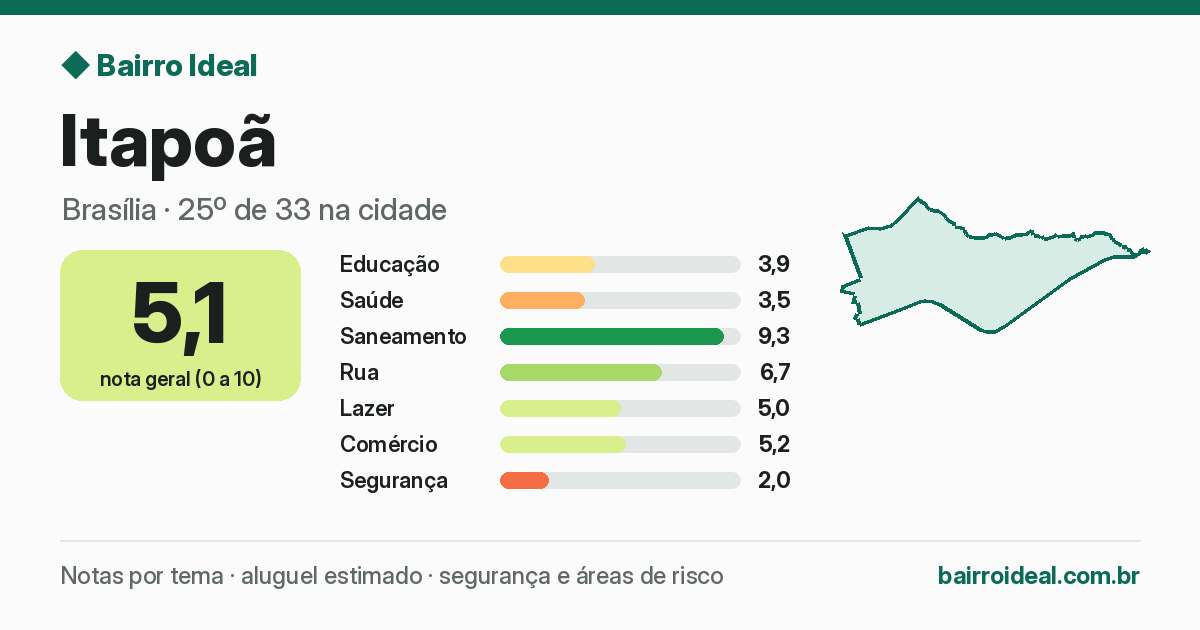 Bairro Ideal
Itapoã
Brasília · 25º de 33 na cidade
5,1
nota geral (0 a 10)
Educação 3,9
Saúde 3,5
Saneamento 9,3
Rua 6,7
Lazer 5,0
Comércio 5,2
Segurança 2,0
Notas por tema · aluguel estimado · segurança e áreas de risco
bairroideal.com.br